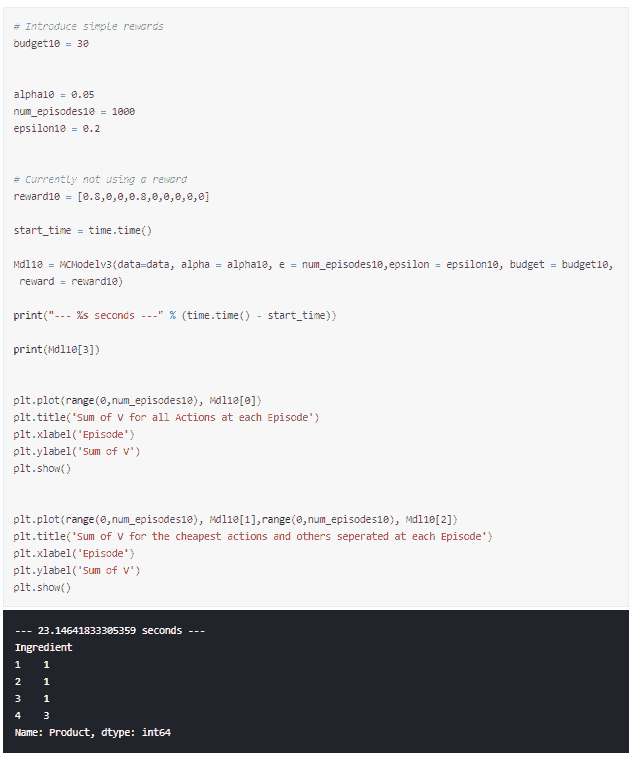 # Introduce simple rewards
budget10 = 30
alpha10 = 0.05
num_episodes10 = 1000
epsilon10 = 0.2
# Currently not using a reward
reward10 = [0.8,0,0,0.8,0,0,0,0,0]
start_time = time.time()
Mdl10 = MCModelv3(data=data, alpha = alpha10, e = num_episodes10,epsilon = epsilon10, budget = budget10,
reward = reward10)
print("--- %s seconds ---" % (time.time() - start_time))
print(Mdl10[3])
plt.plot(range(0,num_episodes10), Mdl10[0])
plt.title('Sum of V for all Actions at each Episode')
plt.xlabel('Episode')
plt.ylabel('Sum of V')
plt.show()
plt.plot(range(0,num_episodes10), Mdl10[1],range(0,num_episodes10), Mdl10[2])
plt.title('Sum of V for the cheapest actions and others seperated at each Episode')
plt.xlabel('Episode')
plt.ylabel('Sum of V')
plt.show()
--- 23.14641833305359 seconds ---
Ingredient
1 1
2 1
3 1
4 3
Name: Product, dtype: int64